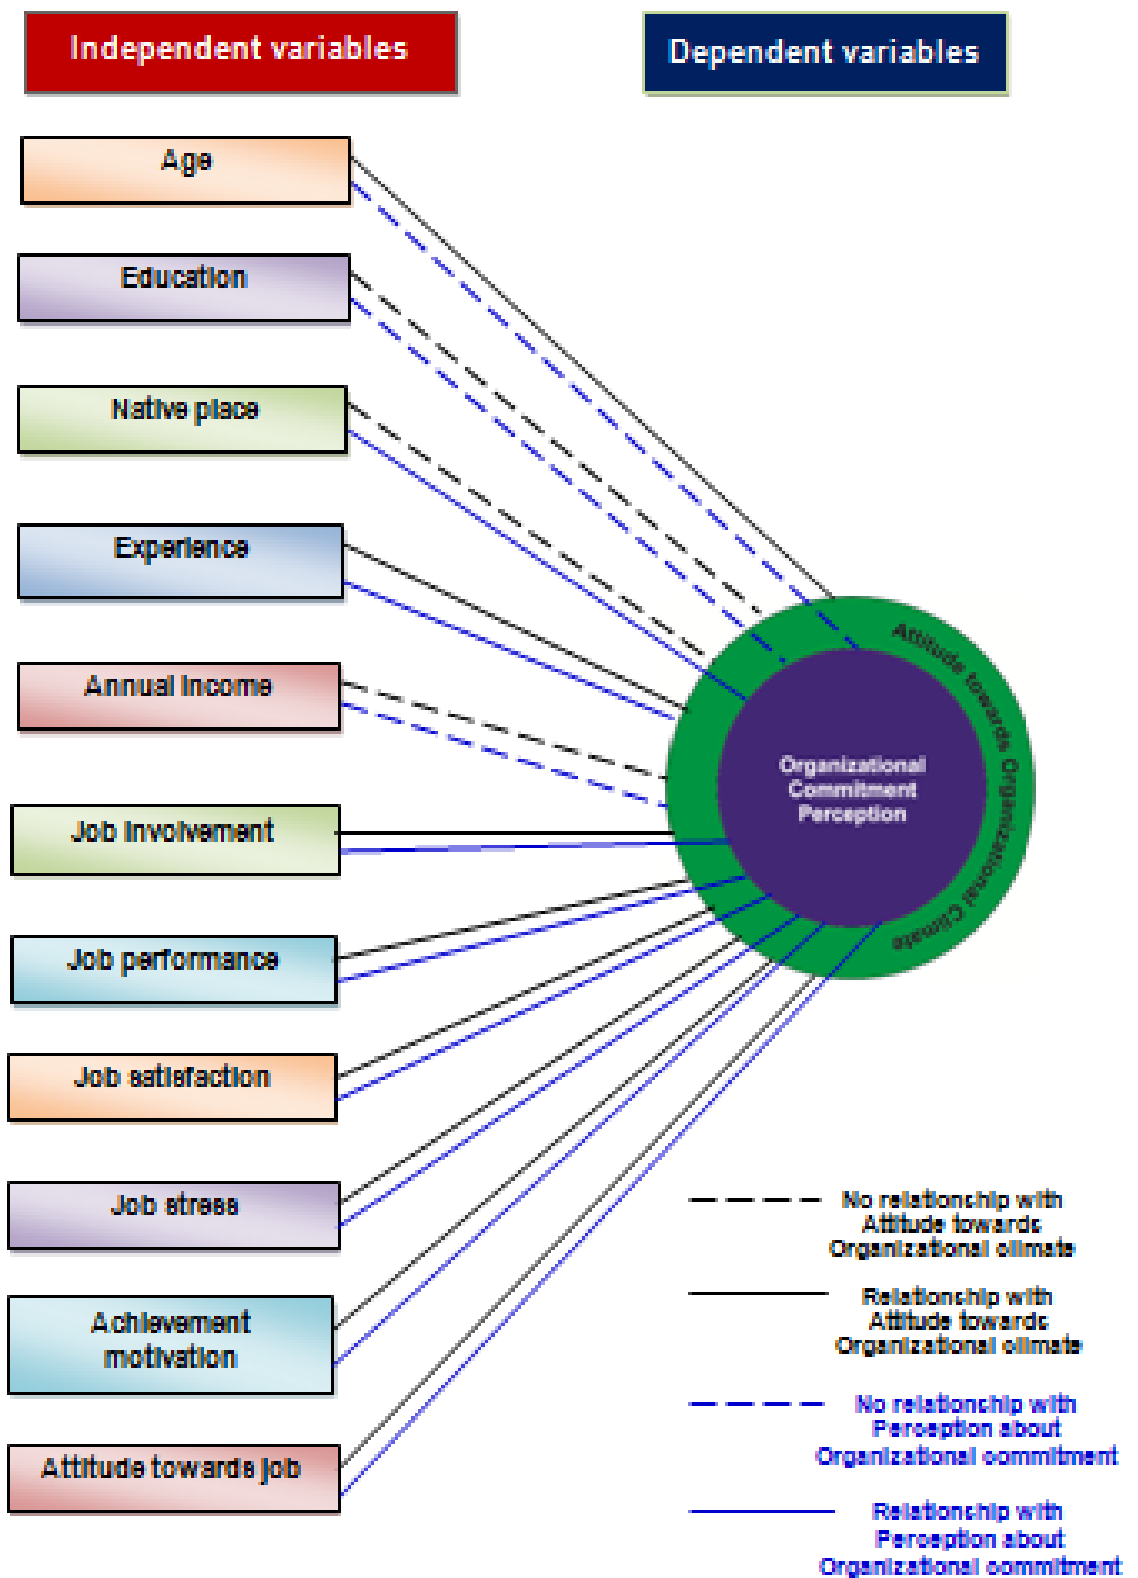 Independent variables
Dependent variables
Age
Education
Native place
Experience
Annual Income
Job Involvement
Job performance
Job satisfaction
Job stress
Achievement
motivation
Attitude towards job
Attitude towards Organizational Climate
Organizational
Commitment
Perception
No relationship with
Attitude towards
Organizational climate
Relationship with
Attitude towards
Organizational climate
No relationship with
Perception about
Organizational commitment
Relationship with
Perception about
Organizational commitment